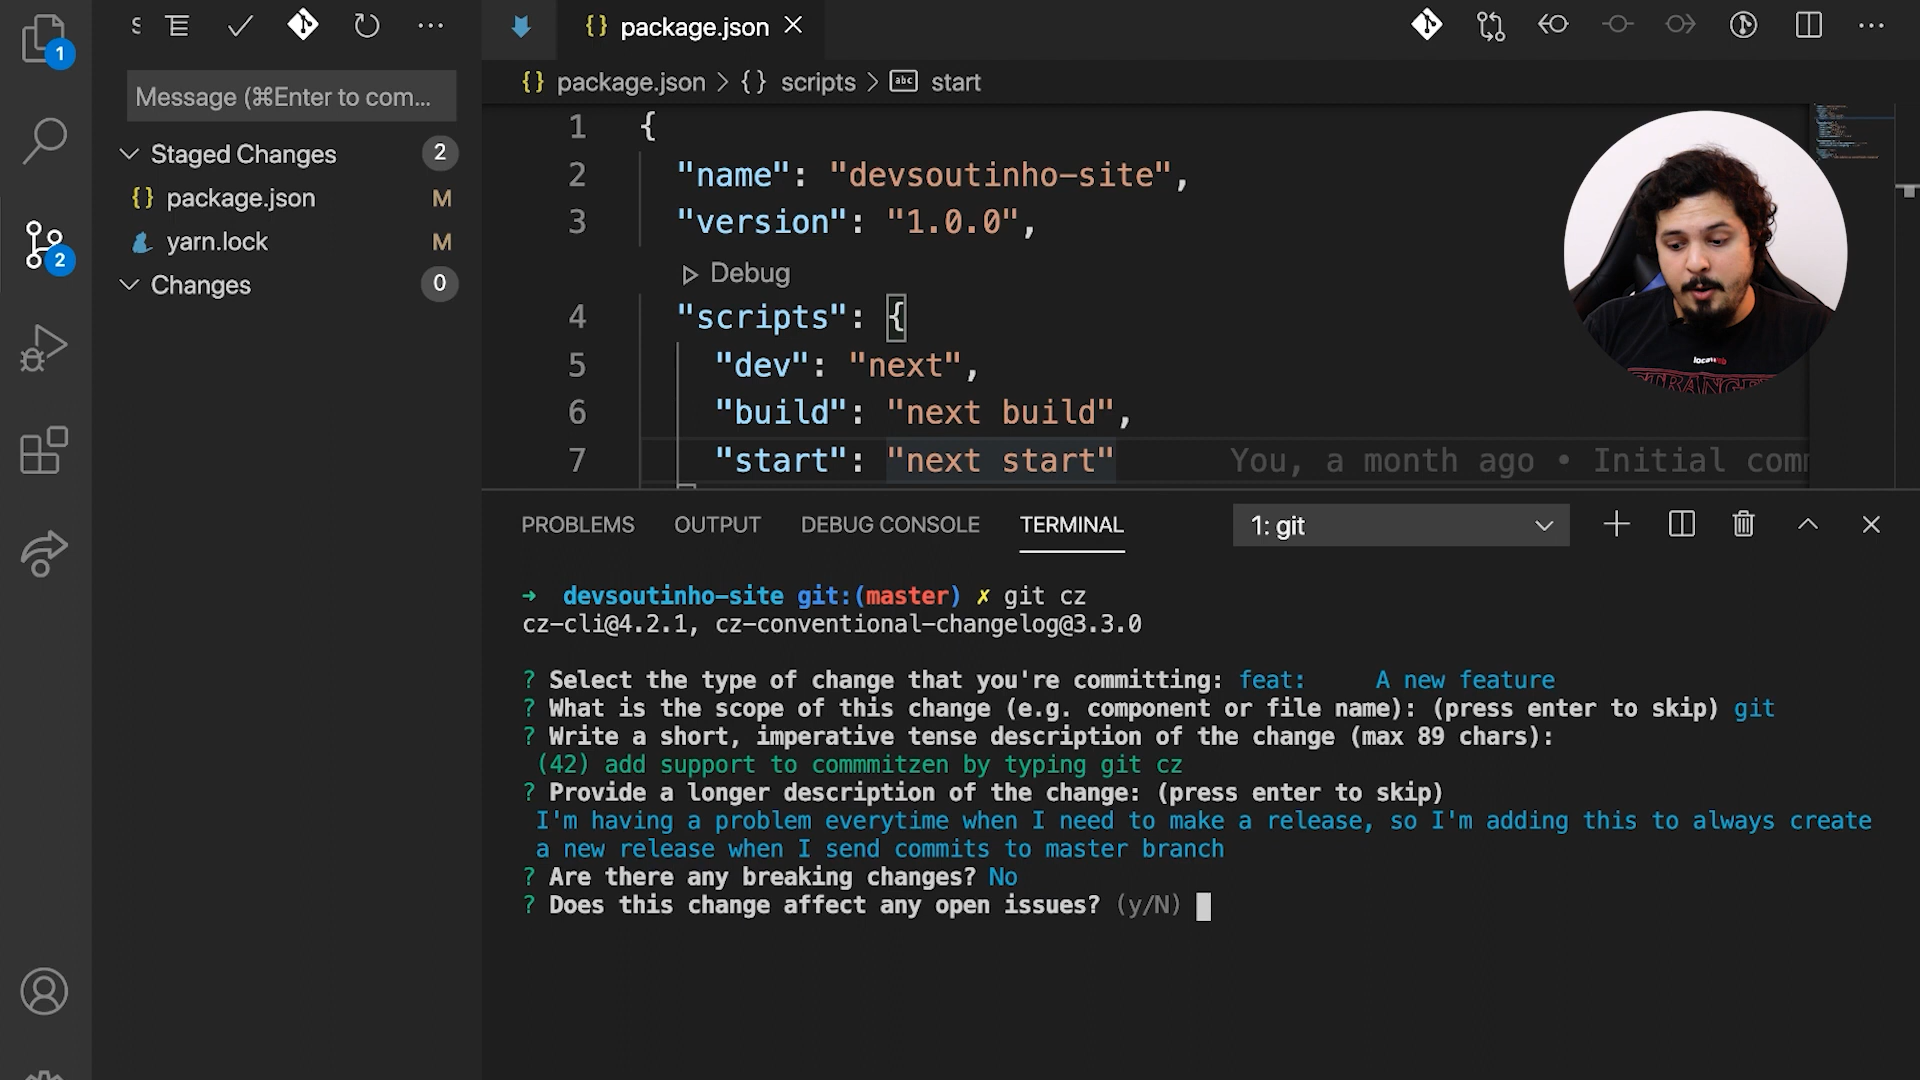 1
S
Message (⌘Enter to com...
Staged Changes 2
package.json M
yarn.lock M
Changes 0
2
package.json
{} package.json > {} scripts > abc start
1 {
2 "name": "devsoutinho-site",
3 "version": "1.0.0",
Debug
4 "scripts": {
5 "dev": "next",
6 "build": "next build",
7 "start": "next start" You, a month ago • Initial comm
locaweb
STRANGE
PROBLEMS OUTPUT DEBUG CONSOLE TERMINAL 1: git
➜ devsoutinho-site git:(master) ✗ git cz
cz-cli@4.2.1, cz-conventional-changelog@3.3.0
? Select the type of change that you're committing: feat: A new feature
? What is the scope of this change (e.g. component or file name): (press enter to skip) git
? Write a short, imperative tense description of the change (max 89 chars):
(42) add support to commmitzen by typing git cz
? Provide a longer description of the change: (press enter to skip)
I'm having a problem everytime when I need to make a release, so I'm adding this to always create
a new release when I send commits to master branch
? Are there any breaking changes? No
? Does this change affect any open issues? (y/N)